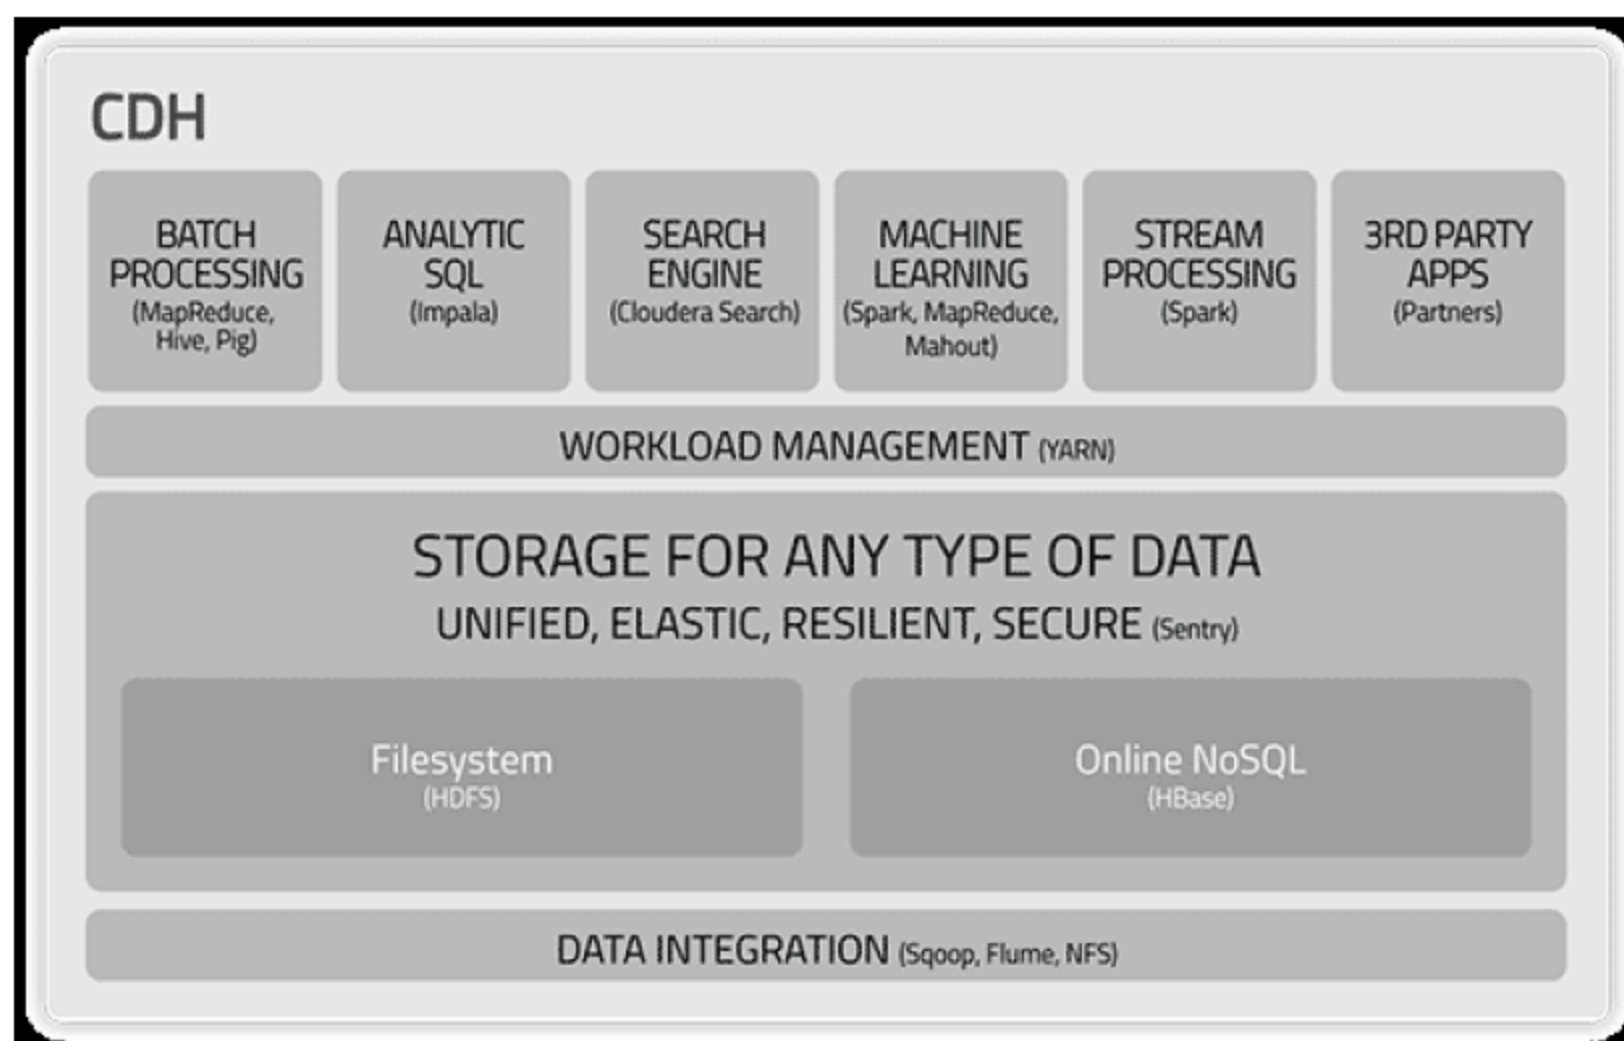 CDH
BATCH
PROCESSING
(MapReduce,
Hive, Pig)
ANALYTIC
SQL
(Impala)
SEARCH
ENGINE
(Cloudera Search)
MACHINE
LEARNING
(Spark, MapReduce,
Mahout)
STREAM
PROCESSING
(Spark)
3RD PARTY
APPS
(Partners)
WORKLOAD MANAGEMENT (YARN)
STORAGE FOR ANY TYPE OF DATA
UNIFIED, ELASTIC, RESILIENT, SECURE (Sentry)
Filesystem
(HDFS)
Online NoSQL
(HBase)
DATA INTEGRATION (Sqoop, Flume, NFS)